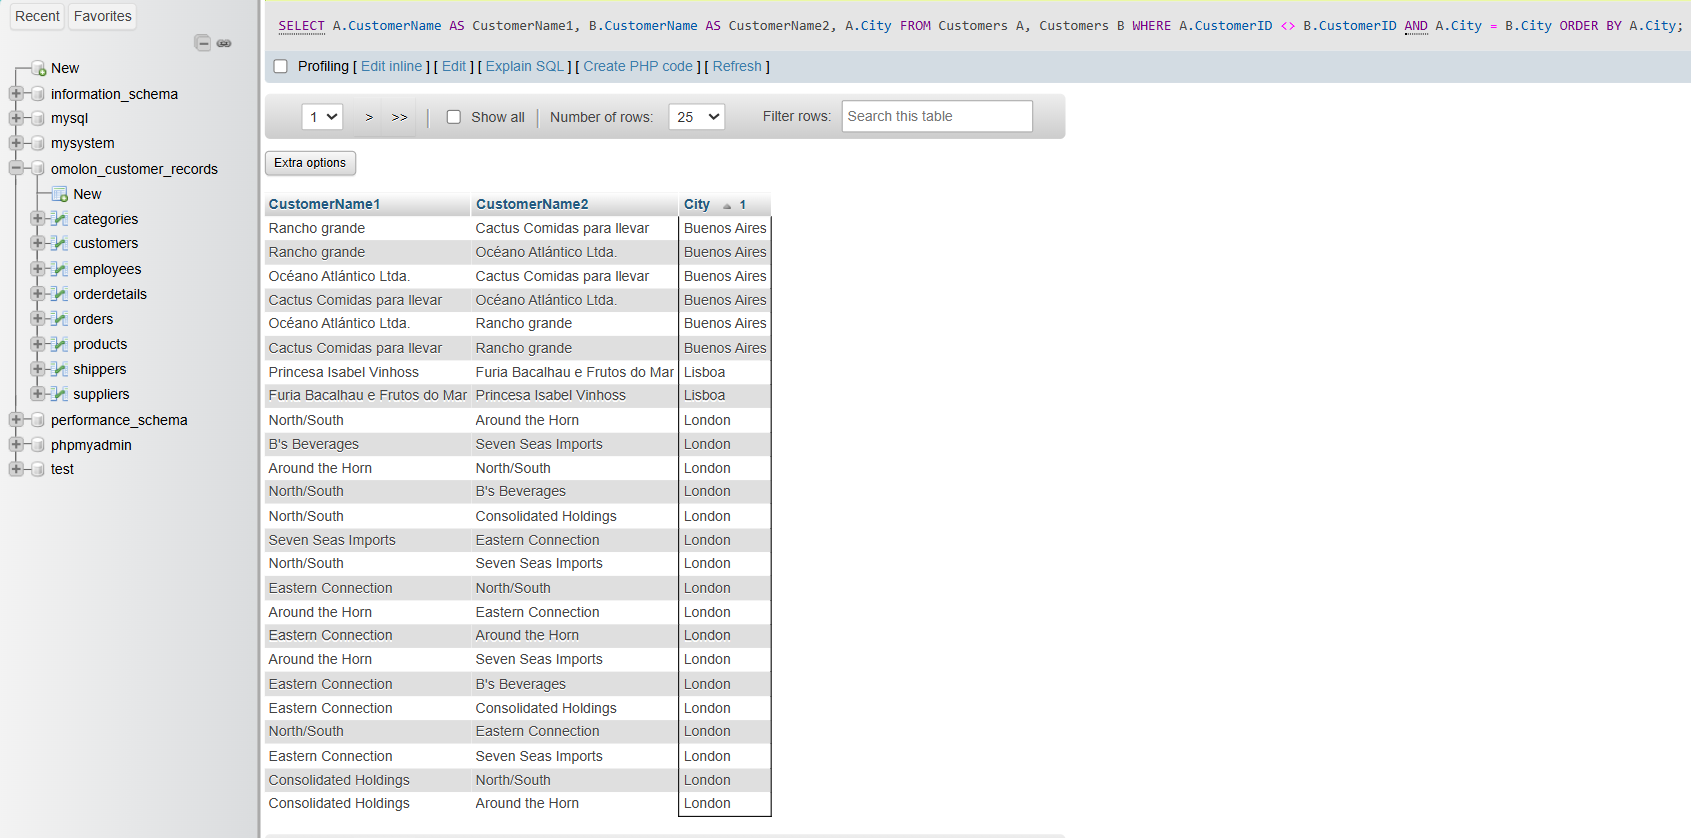 Recent Favorites
New
information_schema
mysql
mysystem
omolon_customer_records
New
categories
customers
employees
orderdetails
orders
products
shippers
suppliers
performance_schema
phpmyadmin
test
SELECT A.CustomerName AS CustomerName1, B.CustomerName AS CustomerName2, A.City FROM Customers A, Customers B WHERE A.CustomerID <> B.CustomerID AND A.City = B.City ORDER BY A.City;
Profiling [ Edit inline ] [ Edit ] [ Explain SQL ] [ Create PHP code ] [ Refresh ]
1 > >> Show all Number of rows: 25 Filter rows: Search this table
Extra options
CustomerName1 CustomerName2 City 1
Rancho grande Cactus Comidas para llevar Buenos Aires
Rancho grande Océano Atlántico Ltda. Buenos Aires
Océano Atlántico Ltda. Cactus Comidas para llevar Buenos Aires
Cactus Comidas para llevar Océano Atlántico Ltda. Buenos Aires
Océano Atlántico Ltda. Rancho grande Buenos Aires
Cactus Comidas para llevar Rancho grande Buenos Aires
Princesa Isabel Vinhoss Furia Bacalhau e Frutos do Mar Lisboa
Furia Bacalhau e Frutos do Mar Princesa Isabel Vinhoss Lisboa
North/South Around the Horn London
B's Beverages Seven Seas Imports London
Around the Horn North/South London
North/South B's Beverages London
North/South Consolidated Holdings London
Seven Seas Imports Eastern Connection London
North/South Seven Seas Imports London
Eastern Connection North/South London
Around the Horn Eastern Connection London
Eastern Connection Around the Horn London
Around the Horn Seven Seas Imports London
Eastern Connection B's Beverages London
Eastern Connection Consolidated Holdings London
North/South Eastern Connection London
Eastern Connection Seven Seas Imports London
Consolidated Holdings North/South London
Consolidated Holdings Around the Horn London